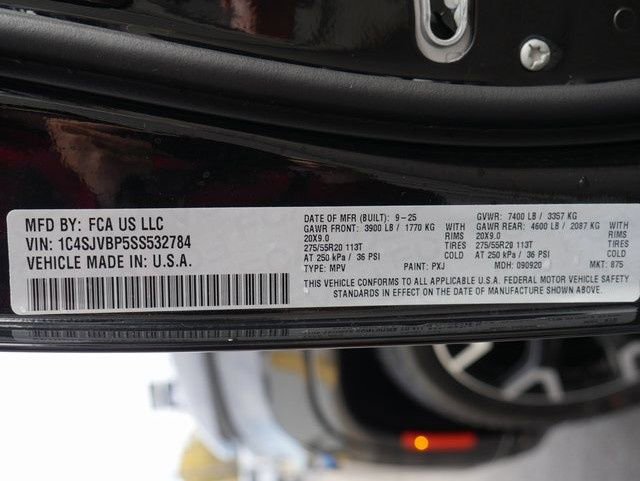 MFD BY: FCA US LLC
VIN: 1C4SJVBP5SS532784
VEHICLE MADE IN: U.S.A.
DATE OF MFR (BUILT): 9-25 GVWR: 7400 LB / 3357 KG
GAWR FRONT: 3900 LB / 1770 KG WITH GAWR REAR: 4600 LB / 2087 KG WITH
20X9.0 RIMS 20X9.0 RIMS
275/55R20 113T TIRES 275/55R20 113T TIRES
AT 250 kPa / 36 PSI COLD AT 250 kPa / 36 PSI COLD
TYPE: MPV PAINT: PXJ MDH: 090920 MKT: 875
THIS VEHICLE CONFORMS TO ALL APPLICABLE U.S.A. FEDERAL MOTOR VEHICLE SAFETY
STANDARDS IN EFFECT ON THE DATE OF MANUFACTURE SHOWN ABOVE.